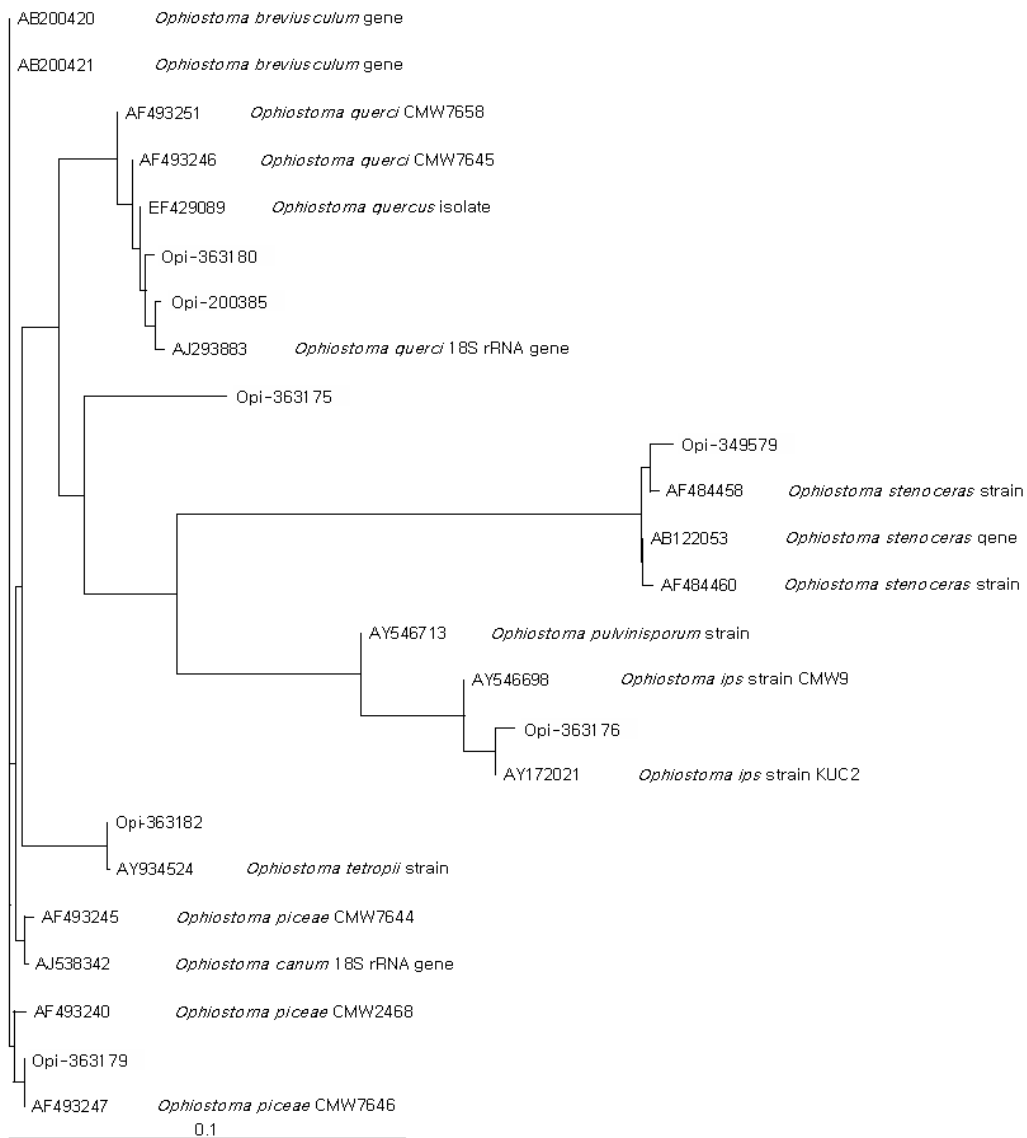 AB200420 Ophiostoma breviusculum gene
AB200421 Ophiostoma breviusculum gene
AF493251 Ophiostoma querci CMW7658
AF493246 Ophiostoma querci CMW7645
EF429089 Ophiostoma quercus isolate
Opi-363180
Opi-200385
AJ293883 Ophiostoma querci 18S rRNA gene
Opi-363175
Opi-349579
AF484458 Ophiostoma stenoceras strain
AB122053 Ophiostoma stenoceras gene
AF484460 Ophiostoma stenoceras strain
AY546713 Ophiostoma pulvinisporum strain
AY546698 Ophiostoma ips strain CMW9
Opi-363176
AY172021 Ophiostoma ips strain KUC2
Opi-363182
AY934524 Ophiostoma tetropii strain
AF493245 Ophiostoma piceae CMW7644
AJ538342 Ophiostoma canum 18S rRNA gene
AF493240 Ophiostoma piceae CMW2468
Opi-363179
AF493247 Ophiostoma piceae CMW7646
0.1